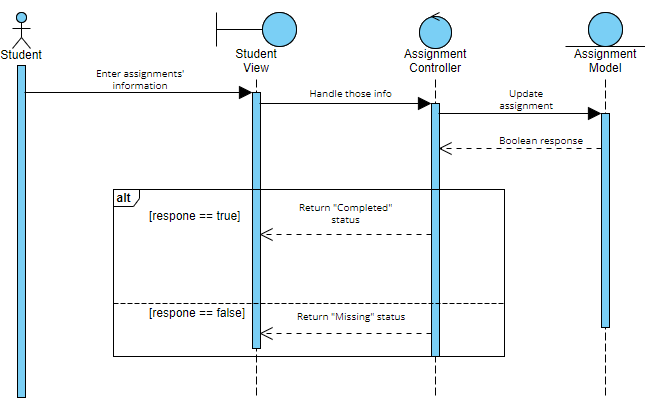 Student
Student
View
Assignment
Controller
Assignment
Model
Enter assignments'
information
Handle those info
Update
assignment
Boolean response
alt
[respone == true]
Return "Completed"
status
[respone == false]
Return "Missing" status